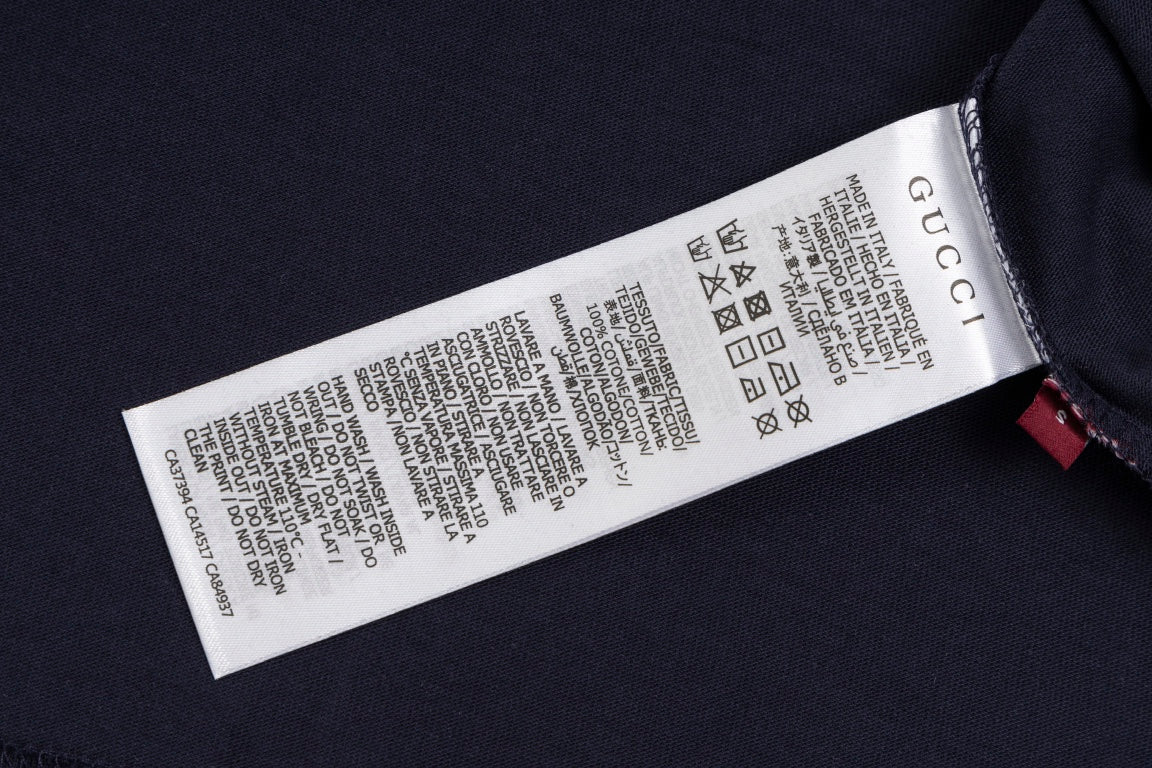 GUCCI
MADE IN ITALY / FABRIQUÉ EN
ITALIE / HECHO EN ITALIA /
HERGESTELLT IN ITALIEN /
FABRICADO EM ITALIA /
イタリア製 / صنع في ايطاليا /
产地:意大利 / СДЕЛАНО В
ИТАЛИИ
TESSUTO/FABRIC/TISSU/
TEJIDO/GEWEBE/TECIDO/
表地/قماش/面料/ТКАНЬ:
100% COTONE/COTTON/
COTON/ALGODÓN/
BAUMWOLLE/ALGODÃO/コットン/
قطن/棉/ХЛОПОК
LAVARE A MANO / LAVARE A
ROVESCIO / NON TORCERE O
STRIZZARE / NON LASCIARE IN
AMMOLLO / NON TRATTARE
CON CLORO / NON USARE
ASCIUGATRICE / ASCIUGARE
IN PIANO / STIRARE A
TEMPERATURA MASSIMA 110
°C SENZA VAPORE / STIRARE A
ROVESCIO / NON STIRARE LA
STAMPA / NON LAVARE A
SECCO
HAND WASH / WASH INSIDE
OUT / DO NOT TWIST OR
WRING / DO NOT SOAK / DO
NOT BLEACH / DO NOT
TUMBLE DRY / DRY FLAT /
IRON AT MAXIMUM
TEMPERATURE 110°C -
WITHOUT STEAM / IRON
INSIDE OUT / DO NOT IRON
THE PRINT / DO NOT DRY
CLEAN
CA37394 CA14517 CA84937
S